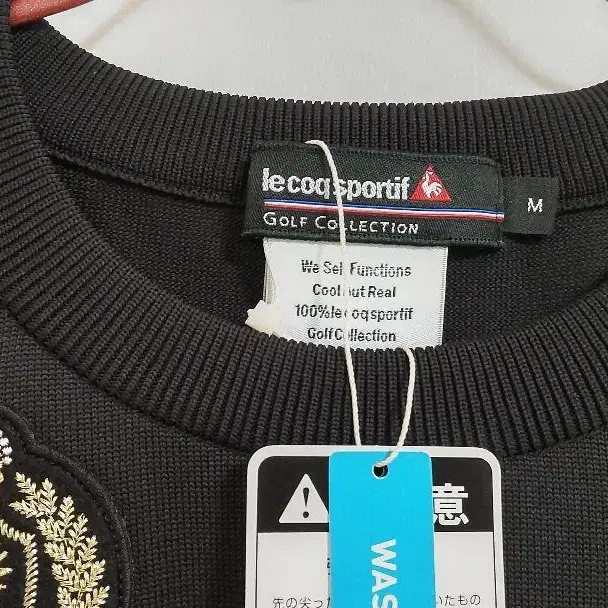 le coq sportif
GOLF COLLECTION
M
We Sell Functions
Cool but Real
100%le coq sportif
Golf Collection
意
WAS
先の尖っ
いたもの